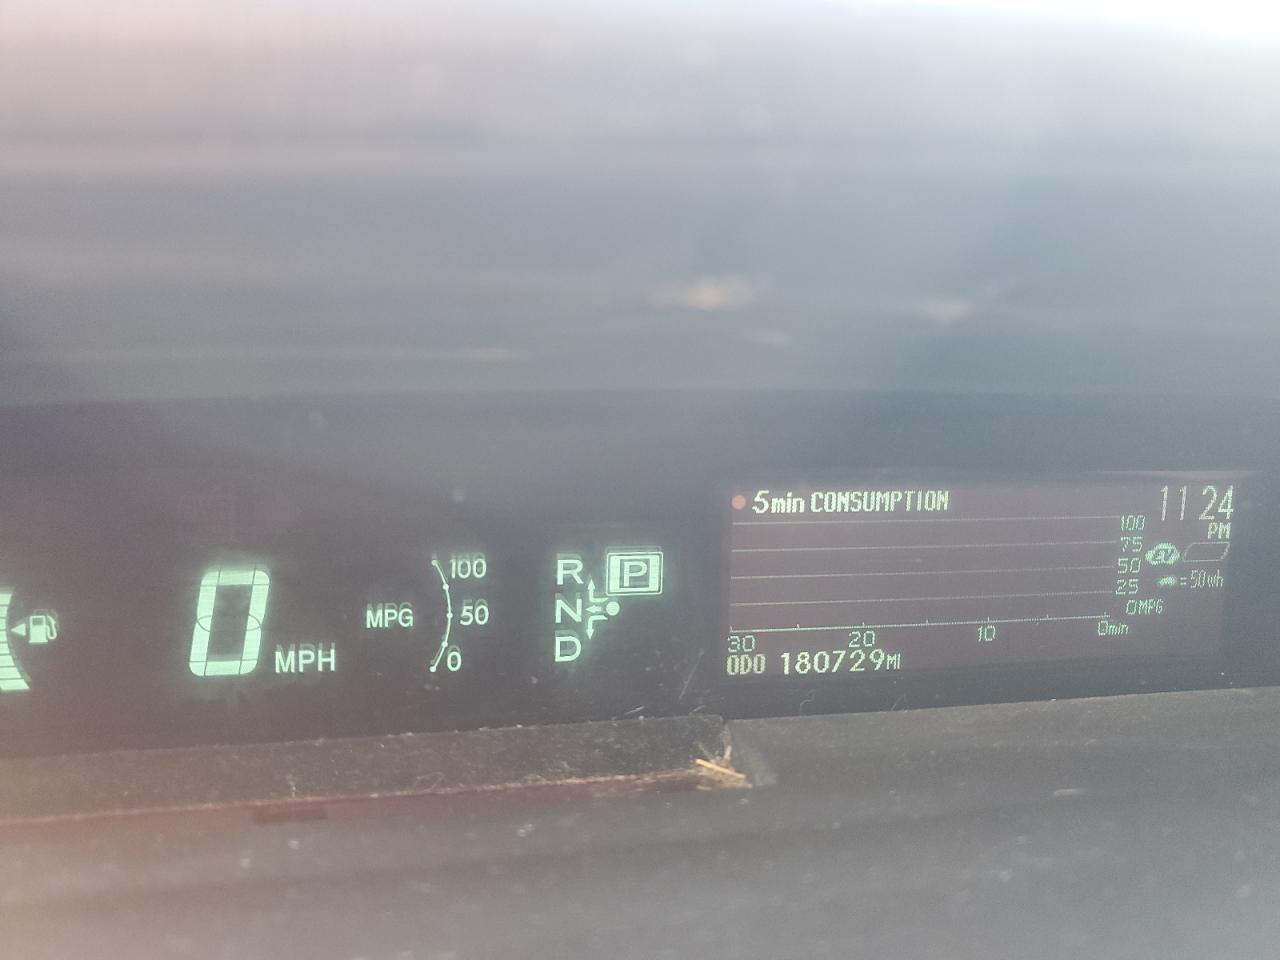 5min CONSUMPTION
11 24
PM
100
75
50
25
0MPG
= 50wh
30 20 10 0min
ODO 180729MI
0 MPH
MPG
100
50
0
R
N
D
P